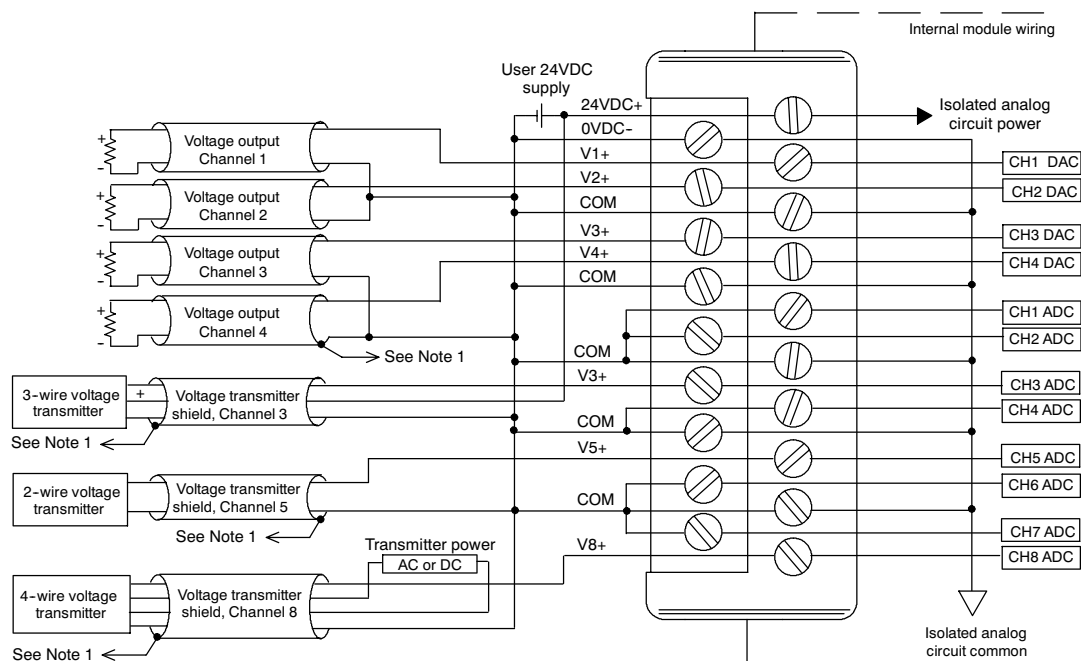 Internal module wiring
User 24VDC
supply
24VDC+
0VDC-
Isolated analog
circuit power
+
-
Voltage output
Channel 1
V1+
CH1 DAC
+
-
Voltage output
Channel 2
V2+
CH2 DAC
COM
+
-
Voltage output
Channel 3
V3+
CH3 DAC
V4+
CH4 DAC
COM
+
-
Voltage output
Channel 4
See Note 1
CH1 ADC
CH2 ADC
COM
3-wire voltage
transmitter
+
Voltage transmitter
shield, Channel 3
V3+
CH3 ADC
CH4 ADC
COM
See Note 1
V5+
CH5 ADC
2-wire voltage
transmitter
Voltage transmitter
shield, Channel 5
CH6 ADC
COM
See Note 1
CH7 ADC
Transmitter power
AC or DC
V8+
CH8 ADC
4-wire voltage
transmitter
Voltage transmitter
shield, Channel 8
See Note 1
Isolated analog
circuit common